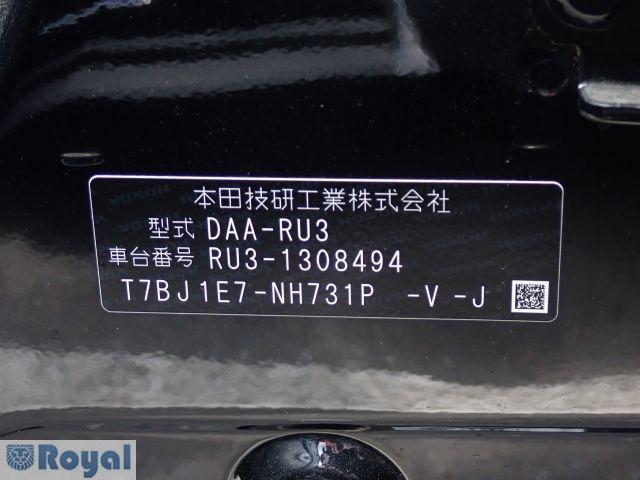 本田技研工業株式会社
型式 DAA-RU3
車台番号 RU3-1308494
T7BJ1E7-NH731P -V -J
Royal